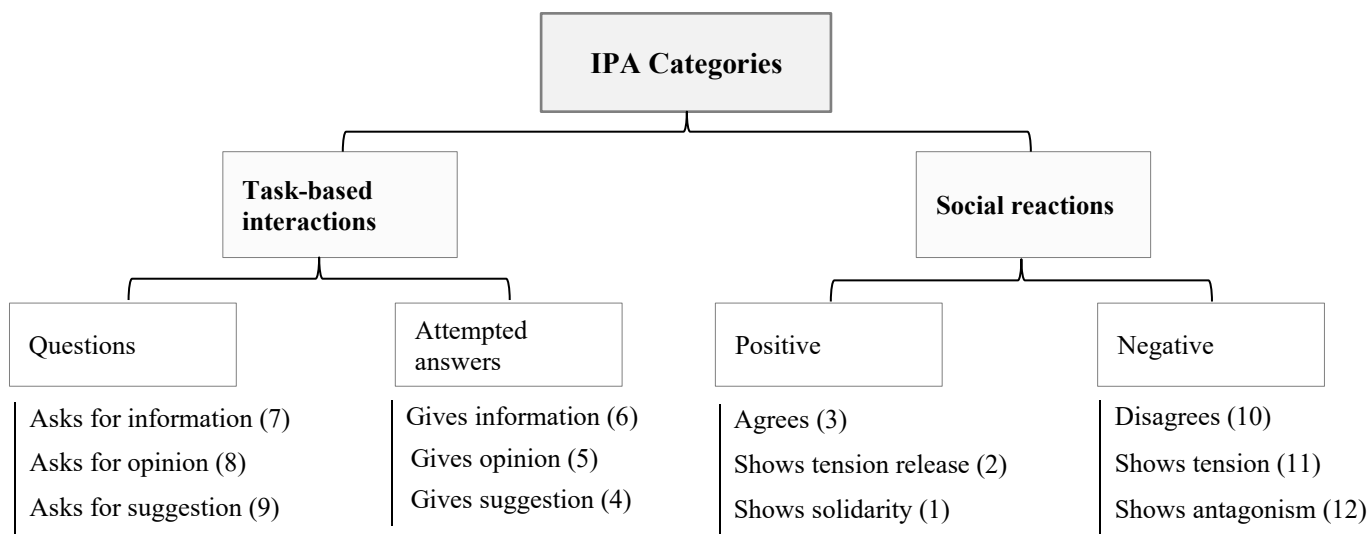 IPA Categories
Task-based
interactions
Social reactions
Questions
Attempted
answers
Positive
Negative
Asks for information (7)
Asks for opinion (8)
Asks for suggestion (9)
Gives information (6)
Gives opinion (5)
Gives suggestion (4)
Agrees (3)
Shows tension release (2)
Shows solidarity (1)
Disagrees (10)
Shows tension (11)
Shows antagonism (12)